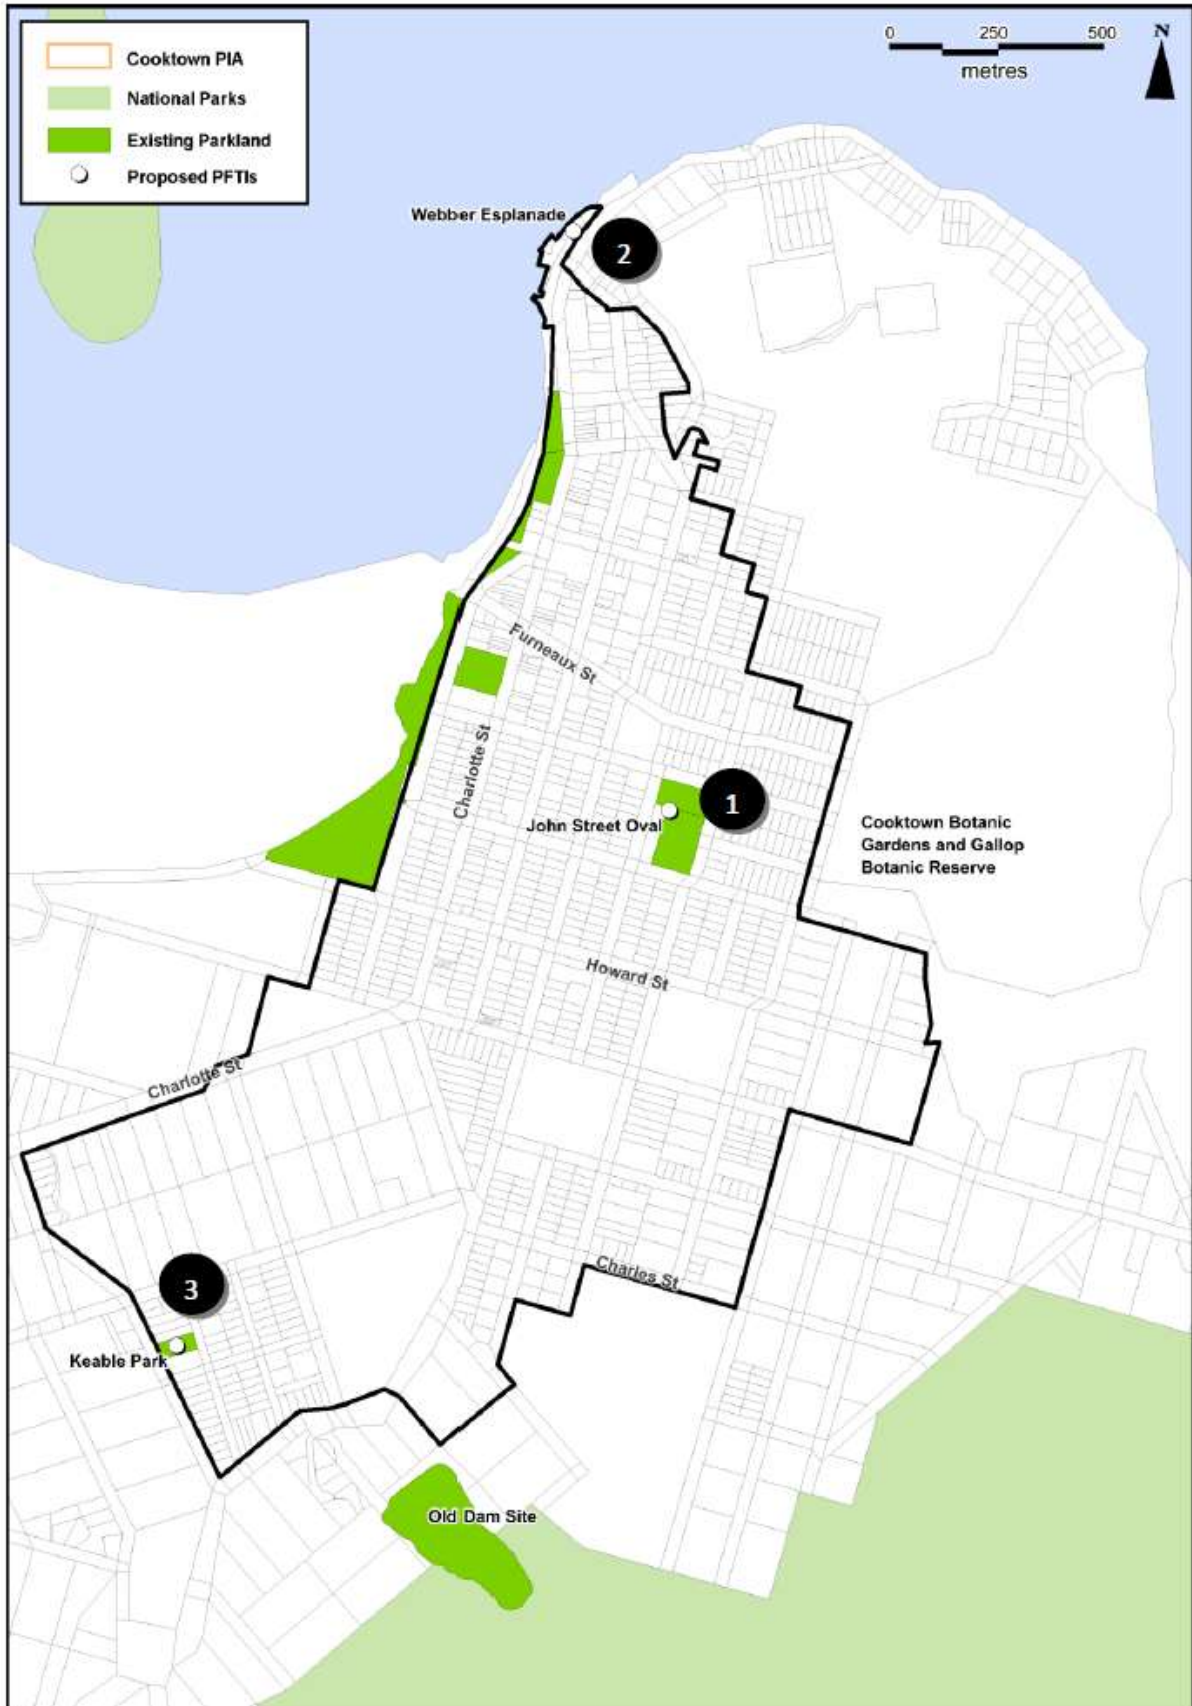 Cooktown PIA
National Parks
Existing Parkland
Proposed PFTIs
0 250 500
metres
N
Webber Esplanade
2
Furneaux St
Charlotte St
1
John Street Oval
Cooktown Botanic
Gardens and Gallop
Botanic Reserve
Howard St
Charlotte St
Charles St
3
Keable Park
Old Dam Site